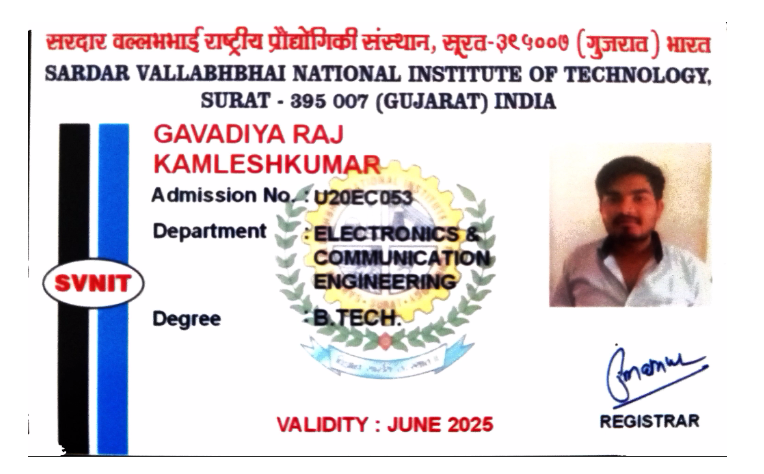 सरदार वल्लभभाई राष्ट्रीय प्रौद्योगिकी संस्थान, सूरत-३९५००७ (गुजरात) भारत
SARDAR VALLABHBHAI NATIONAL INSTITUTE OF TECHNOLOGY,
SURAT - 395 007 (GUJARAT) INDIA
GAVADIYA RAJ
KAMLESHKUMAR
Admission No. : U20EC053
Department : ELECTRONICS &
COMMUNICATION
ENGINEERING
SVNIT
Degree : B.TECH.
VALIDITY : JUNE 2025
REGISTRAR